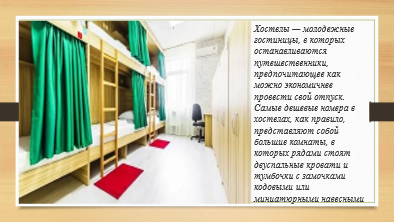 Хостелы — молодежные
гостиницы, в которых
останавливаются
путешественники,
предпочитающее как
можно экономичнее
провести свой отпуск.
Самые дешевые номера в
хостелах, как правило,
представляют собой
большие комнаты, в
которых рядами стоят
двуспальные кровати и
тумбочки с замочками
кодовыми или
миниатюрными навесными